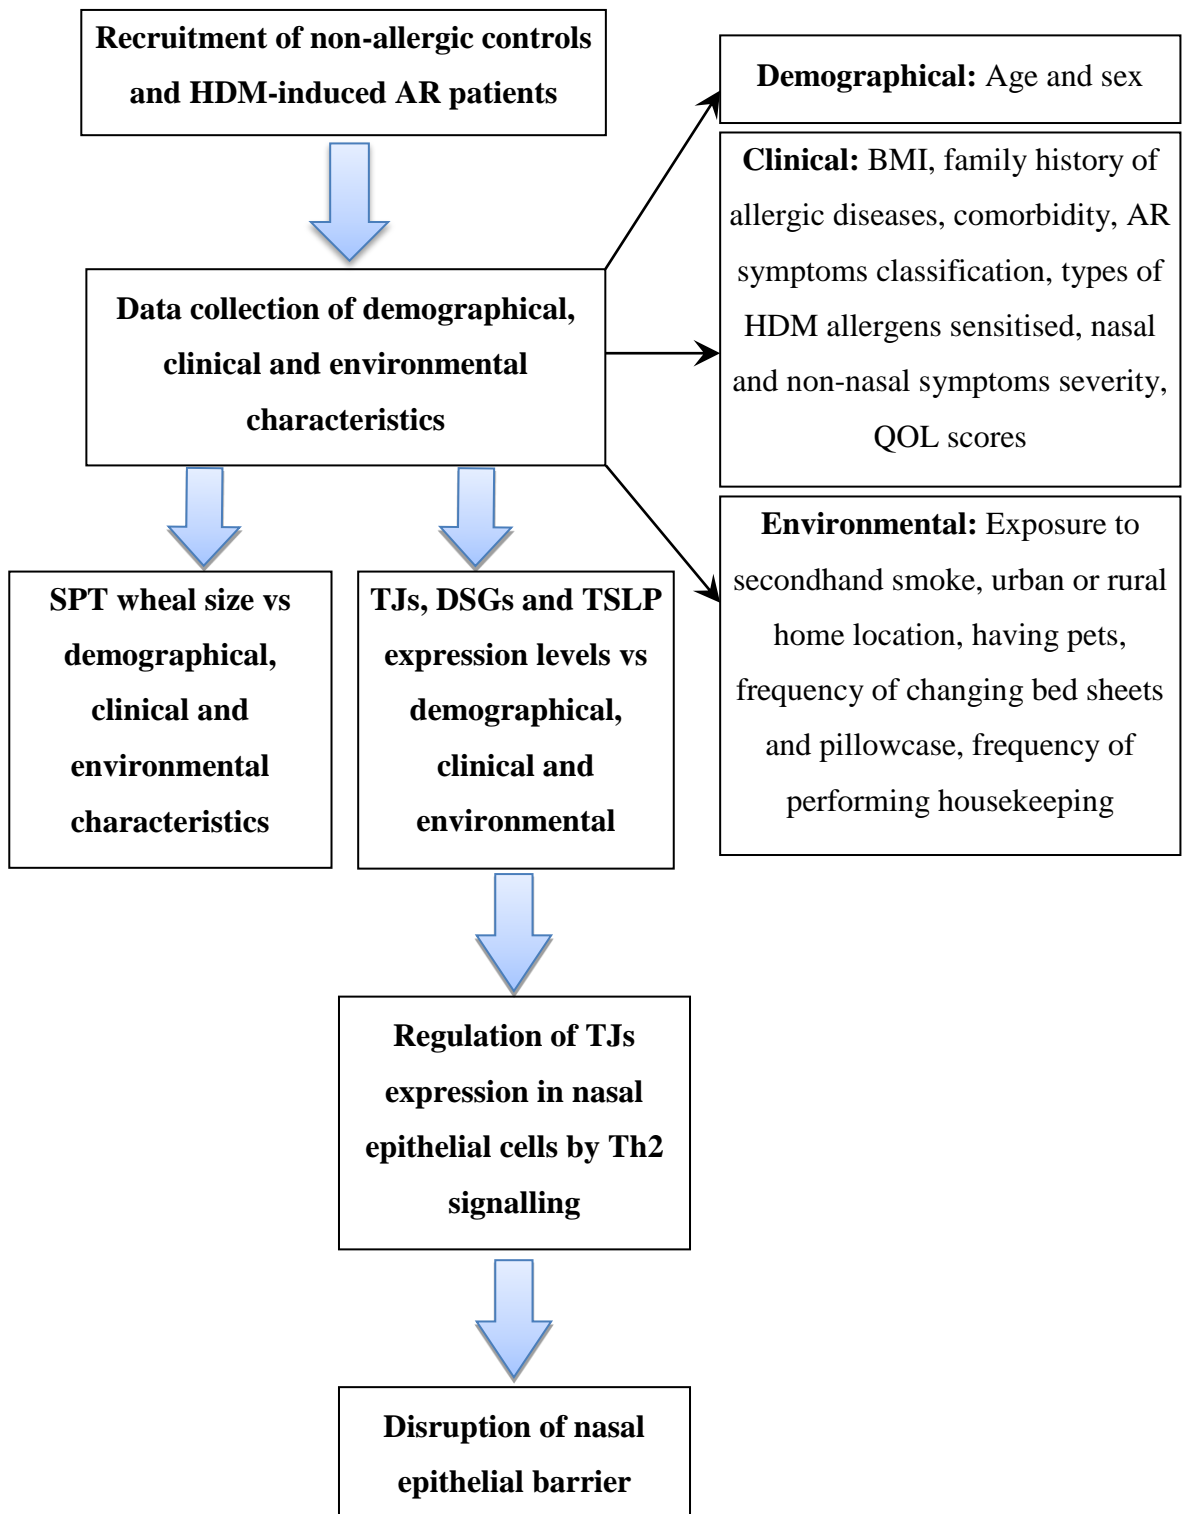 Recruitment of non-allergic controls
and HDM-induced AR patients
Demographical: Age and sex
Clinical: BMI, family history of
allergic diseases, comorbidity, AR
symptoms classification, types of
HDM allergens sensitised, nasal
and non-nasal symptoms severity,
QOL scores
Data collection of demographical,
clinical and environmental
characteristics
Environmental: Exposure to
secondhand smoke, urban or rural
home location, having pets,
frequency of changing bed sheets
and pillowcase, frequency of
performing housekeeping
SPT wheal size vs
demographical,
clinical and
environmental
characteristics
TJs, DSGs and TSLP
expression levels vs
demographical,
clinical and
environmental
Regulation of TJs
expression in nasal
epithelial cells by Th2
signalling
Disruption of nasal
epithelial barrier